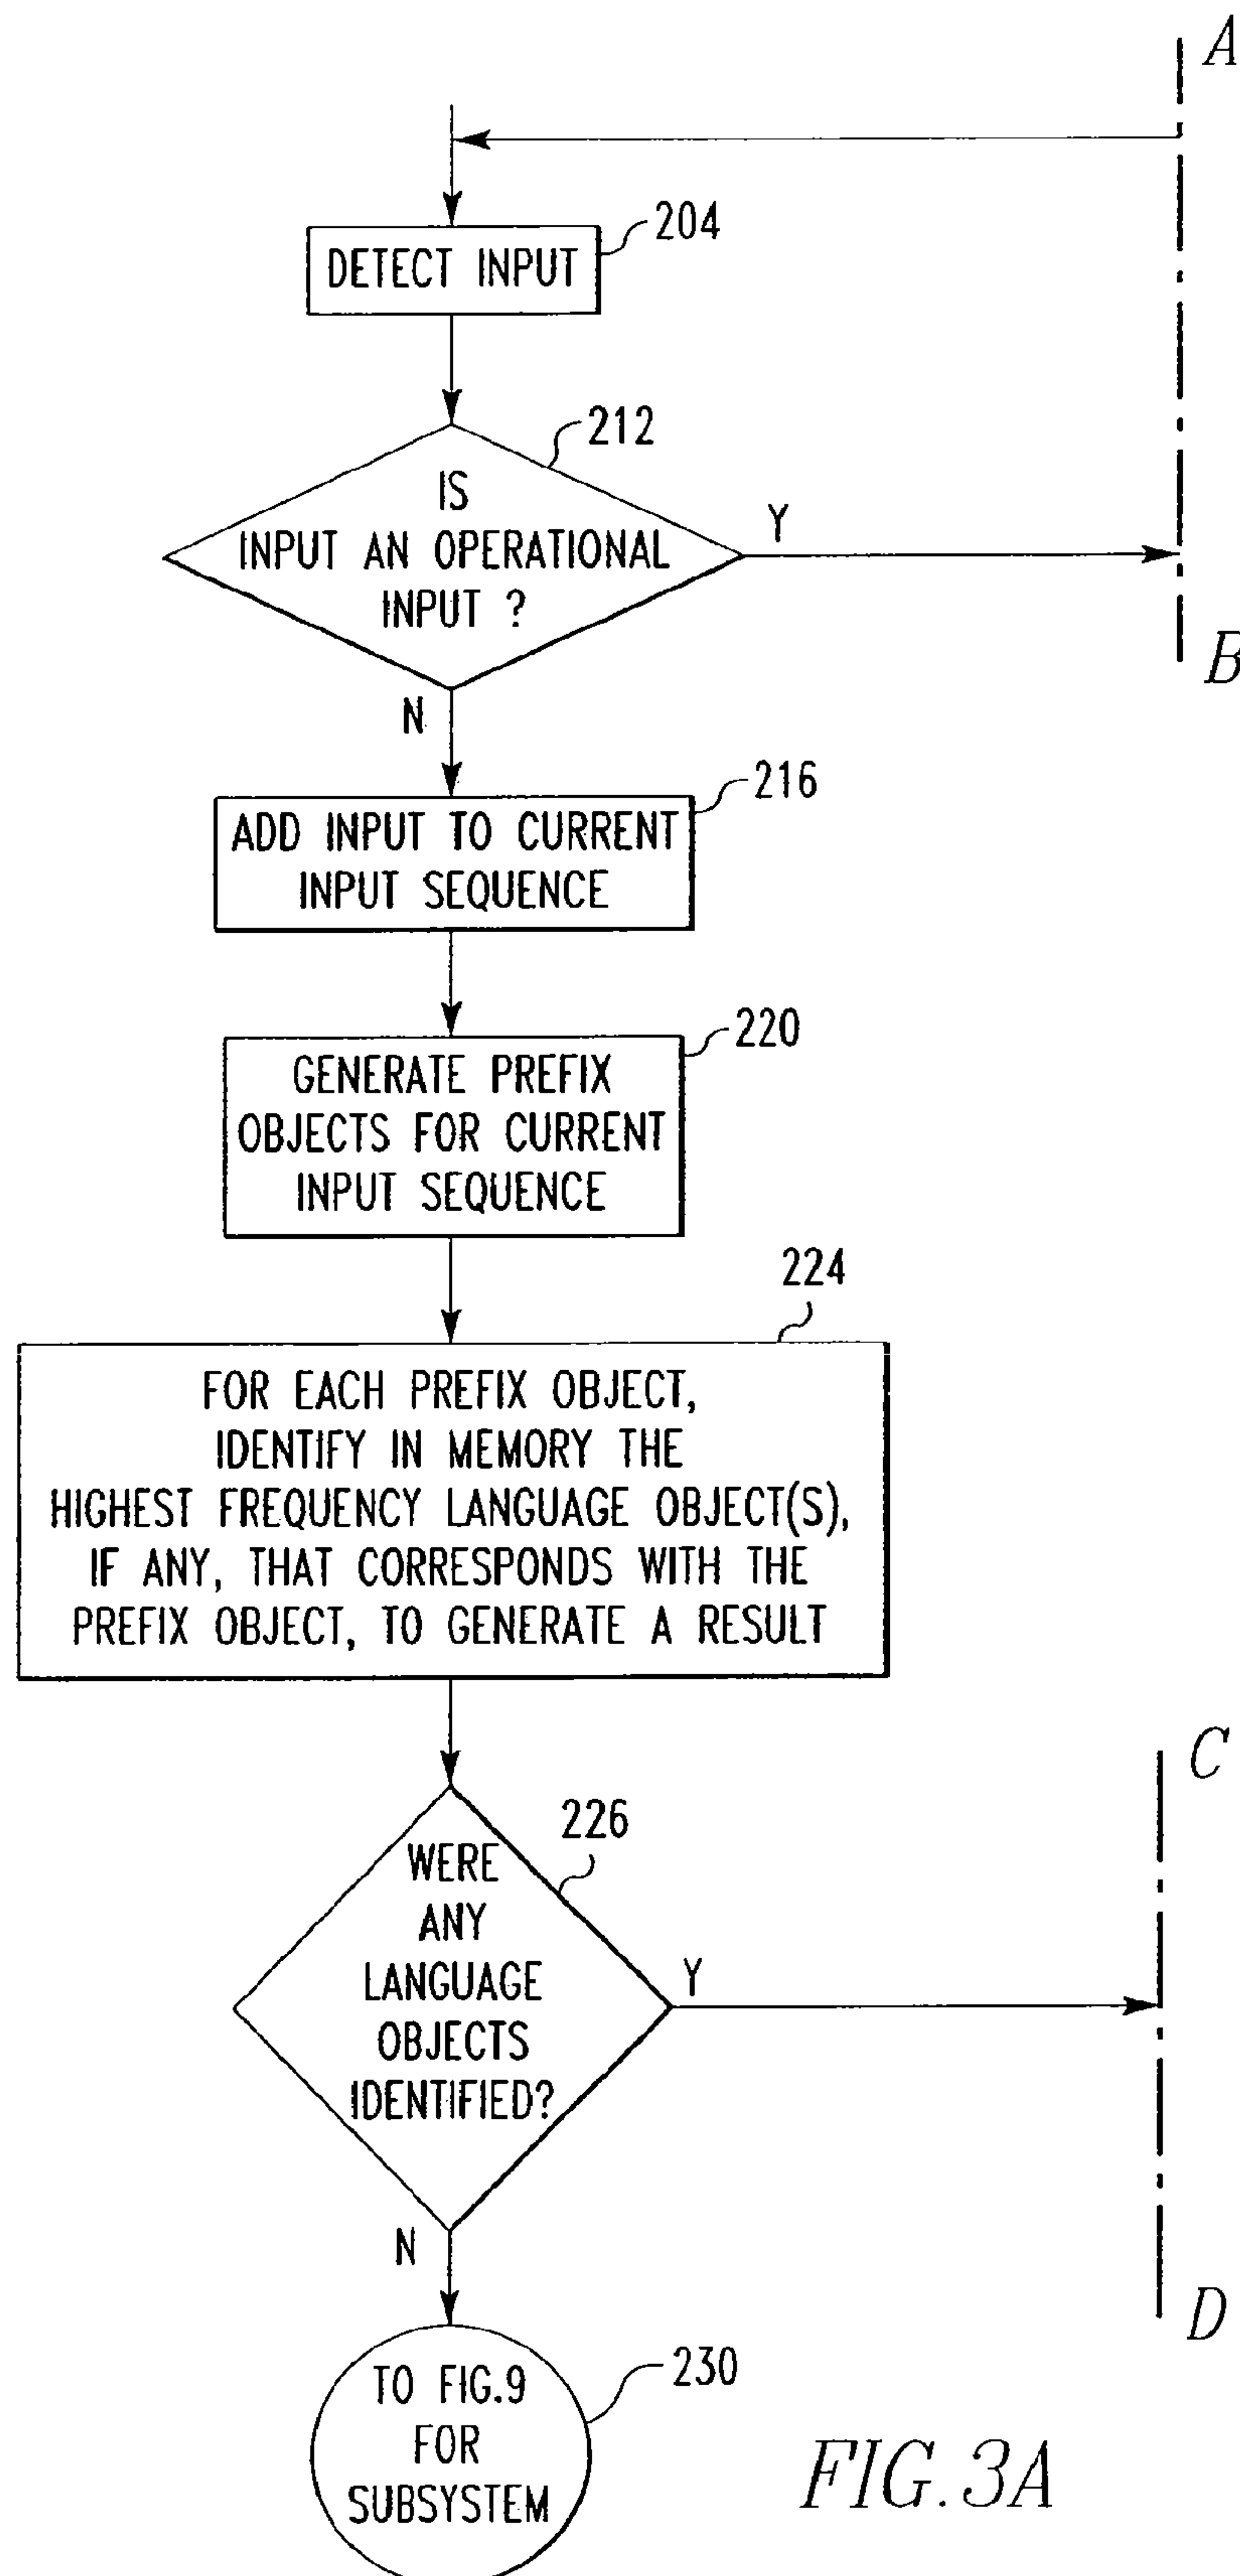 A
204
DETECT INPUT
212
IS
INPUT AN OPERATIONAL
INPUT ?
Y
B
N
216
ADD INPUT TO CURRENT
INPUT SEQUENCE
220
GENERATE PREFIX
OBJECTS FOR CURRENT
INPUT SEQUENCE
224
FOR EACH PREFIX OBJECT,
IDENTIFY IN MEMORY THE
HIGHEST FREQUENCY LANGUAGE OBJECT(S),
IF ANY, THAT CORRESPONDS WITH THE
PREFIX OBJECT, TO GENERATE A RESULT
C
226
WERE
ANY
LANGUAGE
OBJECTS
IDENTIFIED?
Y
N
D
230
TO FIG.9
FOR
SUBSYSTEM
FIG. 3A